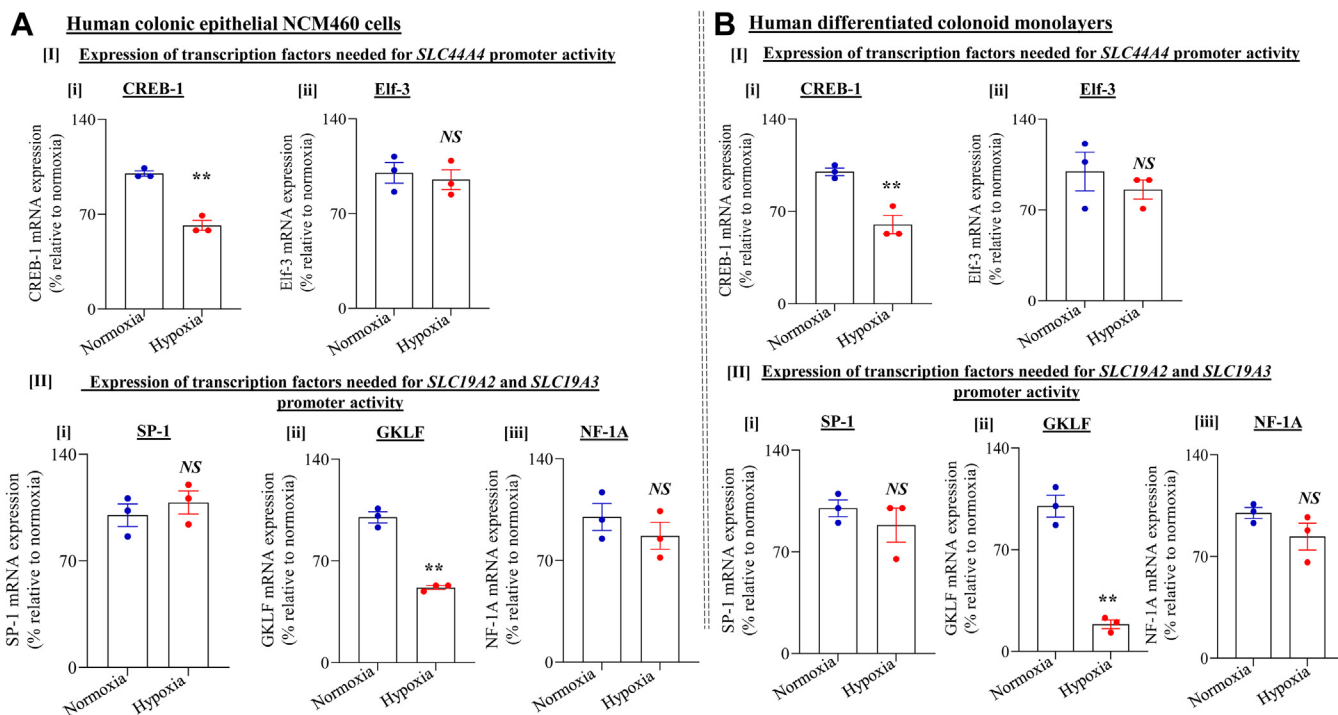 A Human colonic epithelial NCM460 cells
[I] Expression of transcription factors needed for SLC44A4 promoter activity
[i] CREB-1
CREB-1 mRNA expression
(% relative to normoxia)
140
70
0
**
Normoxia
Hypoxia
[ii] Elf-3
Elf-3 mRNA expression
(% relative to normoxia)
140
70
0
NS
Normoxia
Hypoxia
[II] Expression of transcription factors needed for SLC19A2 and SLC19A3
promoter activity
[i] SP-1
SP-1 mRNA expression
(% relative to normoxia)
140
70
0
NS
Normoxia
Hypoxia
[ii] GKLF
GKLF mRNA expression
(% relative to normoxia)
140
70
0
**
Normoxia
Hypoxia
[iii] NF-1A
NF-1A mRNA expression
(% relative to normoxia)
140
70
0
NS
Normoxia
Hypoxia
B Human differentiated colonoid monolayers
[I] Expression of transcription factors needed for SLC44A4 promoter activity
[i] CREB-1
CREB-1 mRNA expression
(% relative to normoxia)
140
70
0
**
Normoxia
Hypoxia
[ii] Elf-3
Elf-3 mRNA expression
(% relative to normoxia)
140
70
0
NS
Normoxia
Hypoxia
[II] Expression of transcription factors needed for SLC19A2 and SLC19A3
promoter activity
[i] SP-1
SP-1 mRNA expression
(% relative to normoxia)
140
70
0
NS
Normoxia
Hypoxia
[ii] GKLF
GKLF mRNA expression
(% relative to normoxia)
140
70
0
**
Normoxia
Hypoxia
[iii] NF-1A
NF-1A mRNA expression
(% relative to normoxia)
140
70
0
NS
Normoxia
Hypoxia